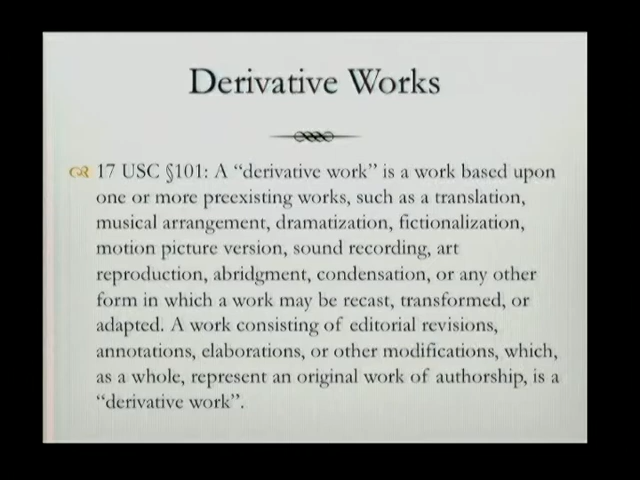 Derivative Works
17 USC §101: A “derivative work” is a work based upon
one or more preexisting works, such as a translation,
musical arrangement, dramatization, fictionalization,
motion picture version, sound recording, art
reproduction, abridgment, condensation, or any other
form in which a work may be recast, transformed, or
adapted. A work consisting of editorial revisions,
annotations, elaborations, or other modifications, which,
as a whole, represent an original work of authorship, is a
“derivative work”.